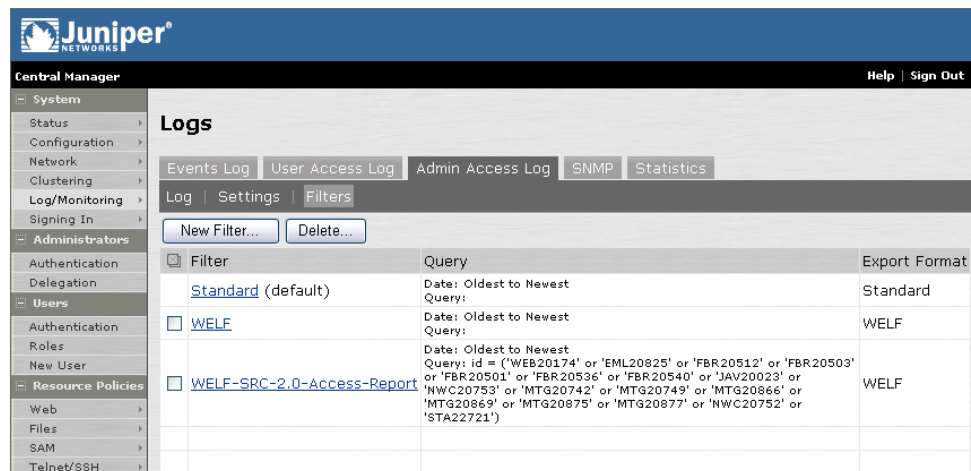 Juniper®
NETWORKS
Central Manager
Help | Sign Out
System
Status
Configuration
Network
Clustering
Log/Monitoring
Signing In
Administrators
Authentication
Delegation
Users
Authentication
Roles
New User
Resource Policies
Web
Files
SAM
Telnet/SSH
Logs
Events Log User Access Log Admin Access Log SNMP Statistics
Log | Settings | Filters
New Filter... Delete...
Filter Query Export Format
Standard (default)
Date: Oldest to Newest
Query:
Standard
WELF
Date: Oldest to Newest
Query:
WELF
WELF-SRC-2.0-Access-Report
Date: Oldest to Newest
Query: id = ('WEB20174' or 'EML20825' or 'FBR20512' or 'FBR20503'
or 'FBR20501' or 'FBR20536' or 'FBR20540' or 'JAV20023' or
'NWC20753' or 'MTG20742' or 'MTG20749' or 'MTG20866' or
'MTG20869' or 'MTG20875' or 'MTG20877' or 'NWC20752' or
'STA22721')
WELF